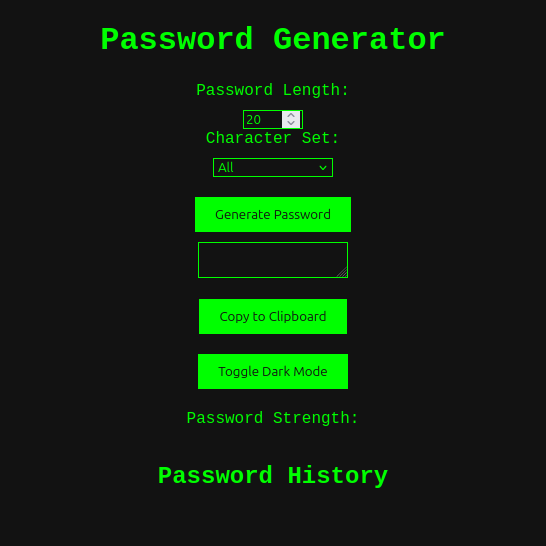 Password Generator
Password Length:
20
Character Set:
All
Generate Password
Copy to Clipboard
Toggle Dark Mode
Password Strength:
Password History